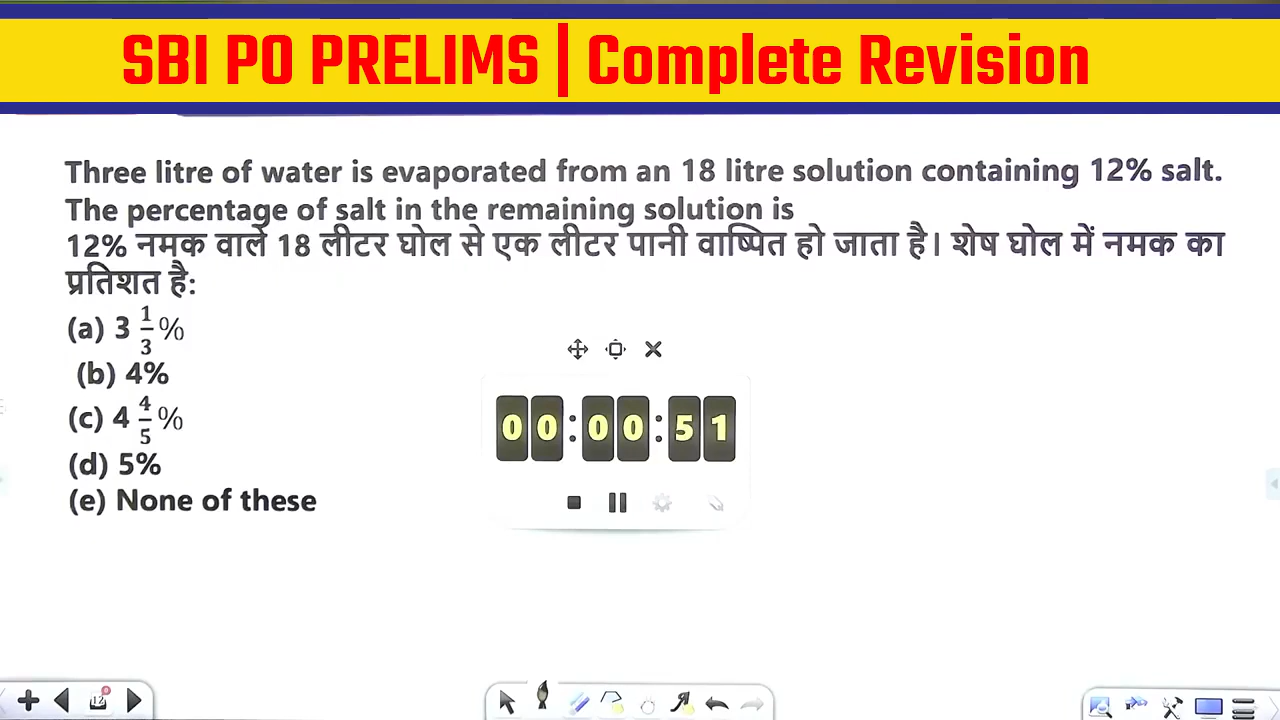 SBI PO PRELIMS | Complete Revision
Three litre of water is evaporated from an 18 litre solution containing 12% salt.
The percentage of salt in the remaining solution is
12% नमक वाले 18 लीटर घोल से एक लीटर पानी वाष्पित हो जाता है। शेष घोल में नमक का
प्रतिशत है:
(a) 3 1/3 %
(b) 4%
(c) 4 4/5 %
(d) 5%
(e) None of these
00:00:51
12